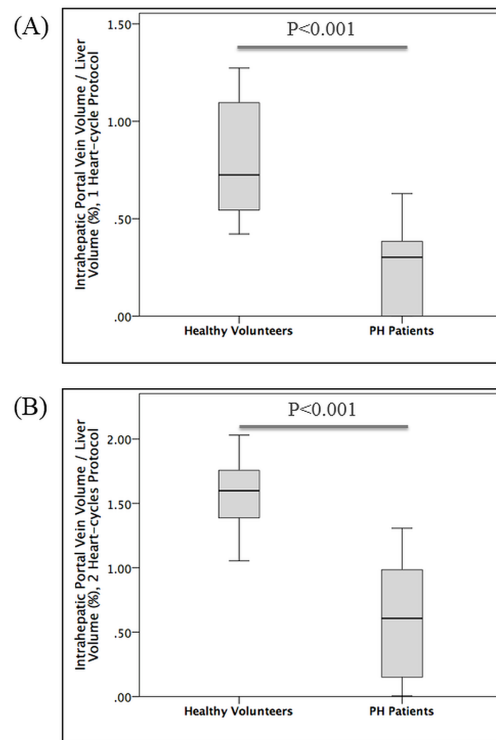 (A)
P<0.001
Intrahepatic Portal Vein Volume / Liver
Volume (%), 1 Heart-cycle Protocol
1.50
1.00
.50
.00
Healthy Volunteers
PH Patients
(B)
P<0.001
Intrahepatic Portal Vein Volume / Liver
Volume (%), 2 Heart-cycles Protocol
2.00
1.50
1.00
.50
.00
Healthy Volunteers
PH Patients